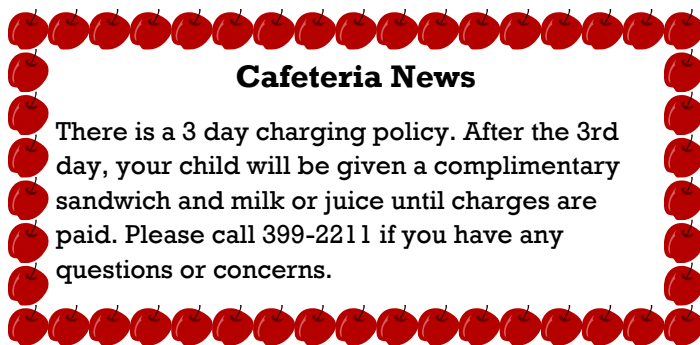 Cafeteria News
There is a 3 day charging policy. After the 3rd
day, your child will be given a complimentary
sandwich and milk or juice until charges are
paid. Please call 399-2211 if you have any
questions or concerns.